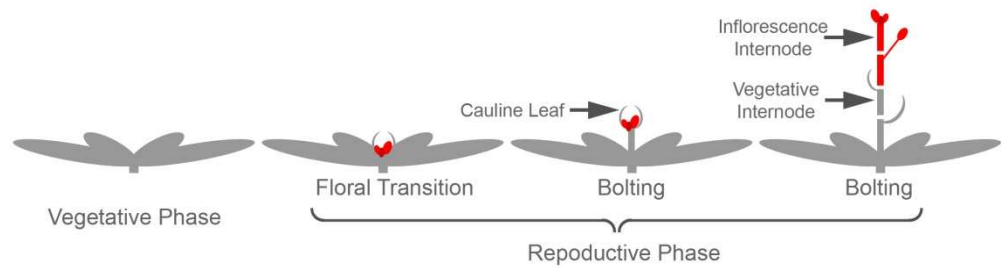 Inflorescence
Internode
Vegetative
Internode
Cauline Leaf
Floral Transition
Bolting
Bolting
Vegetative Phase
Repoductive Phase